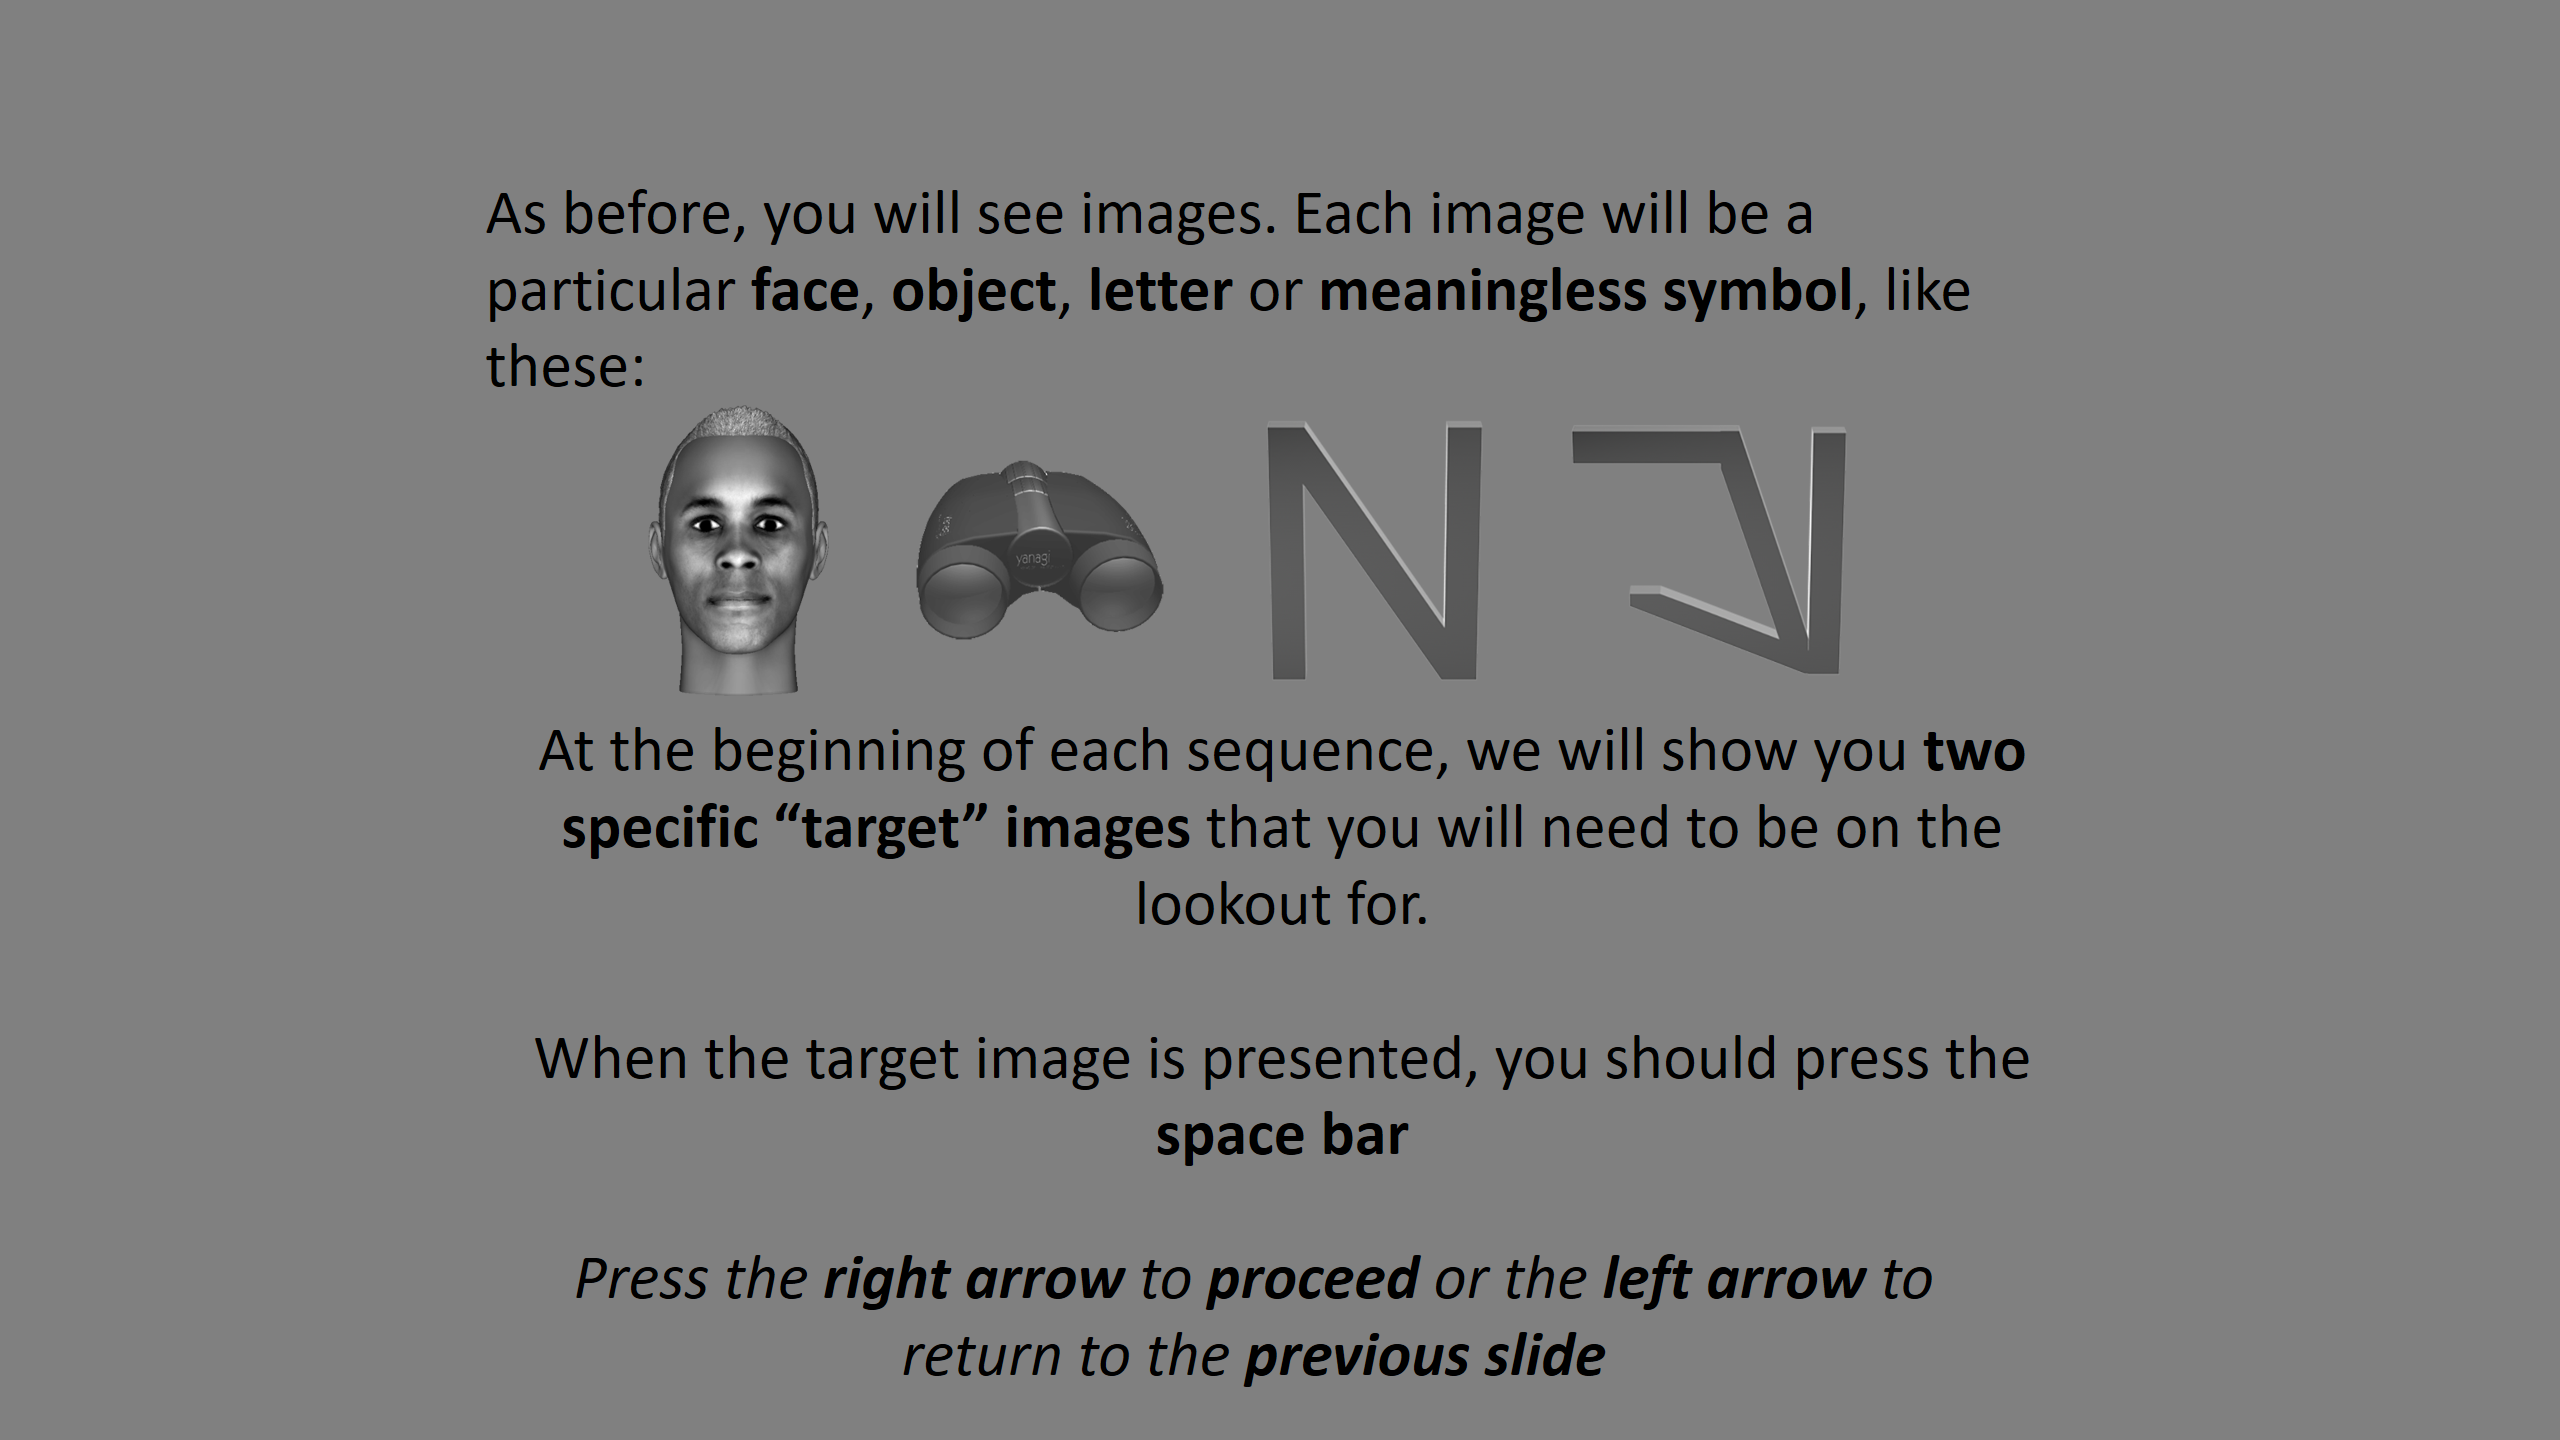 As before, you will see images. Each image will be a
particular face, object, letter or meaningless symbol, like
these:
yanagi
N
At the beginning of each sequence, we will show you two
specific “target” images that you will need to be on the
lookout for.
When the target image is presented, you should press the
space bar
Press the right arrow to proceed or the left arrow to
return to the previous slide